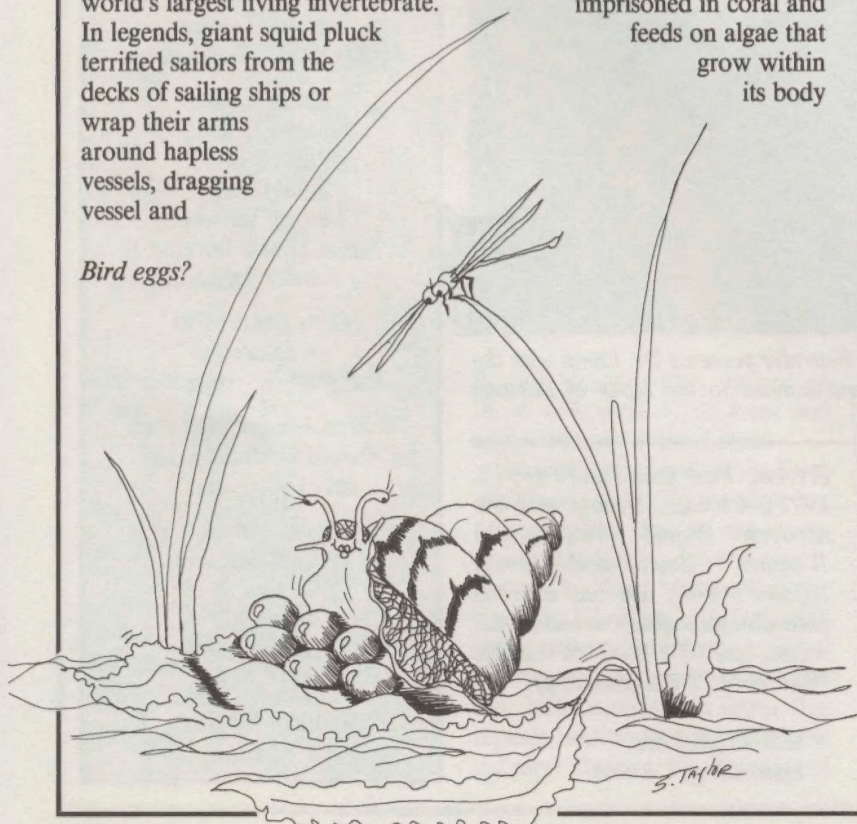 world's largest living invertebrate.
In legends, giant squid pluck
terrified sailors from the
decks of sailing ships or
wrap their arms
around hapless
vessels, dragging
vessel and
Bird eggs?
imprisoned in coral and
feeds on algae that
grow within
its body
S. TAYLOR